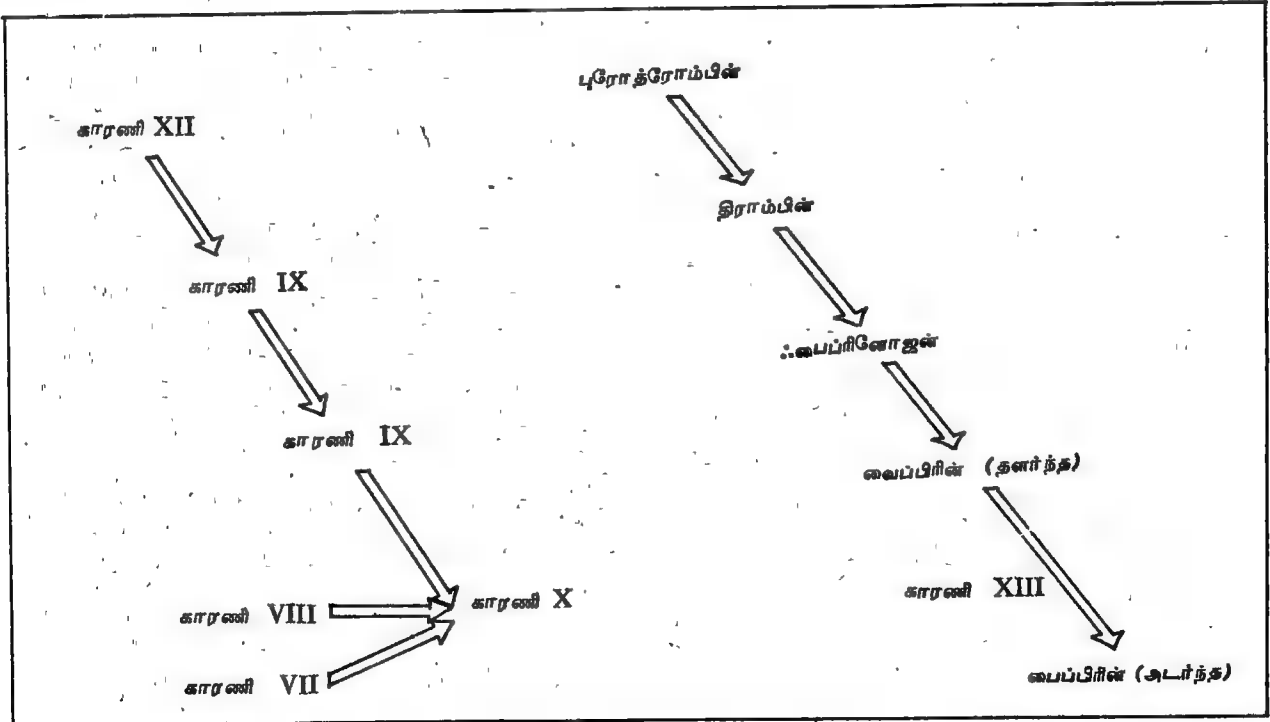 காரணி XII
காரணி IX
காரணி IX
காரணி VIII
காரணி X
காரணி VII
புரோத்ரோம்பின்
திராம்பின்
ஃபைப்ரினோஜன்
வைப்பிரின் (தளர்ந்த)
காரணி XIII
பைப்பிரின் (அடர்ந்த)